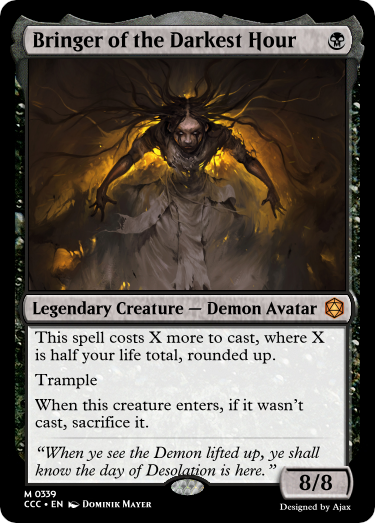 Bringer of the Darkest Hour
Legendary Creature — Demon Avatar
This spell costs X more to cast, where X
is half your life total, rounded up.
Trample
When this creature enters, if it wasn't
cast, sacrifice it.
“When ye see the Demon lifted up, ye shall
know the day of Desolation is here.”
8/8
M 0339
CCC • EN Dominik Mayer
Designed by Ajax